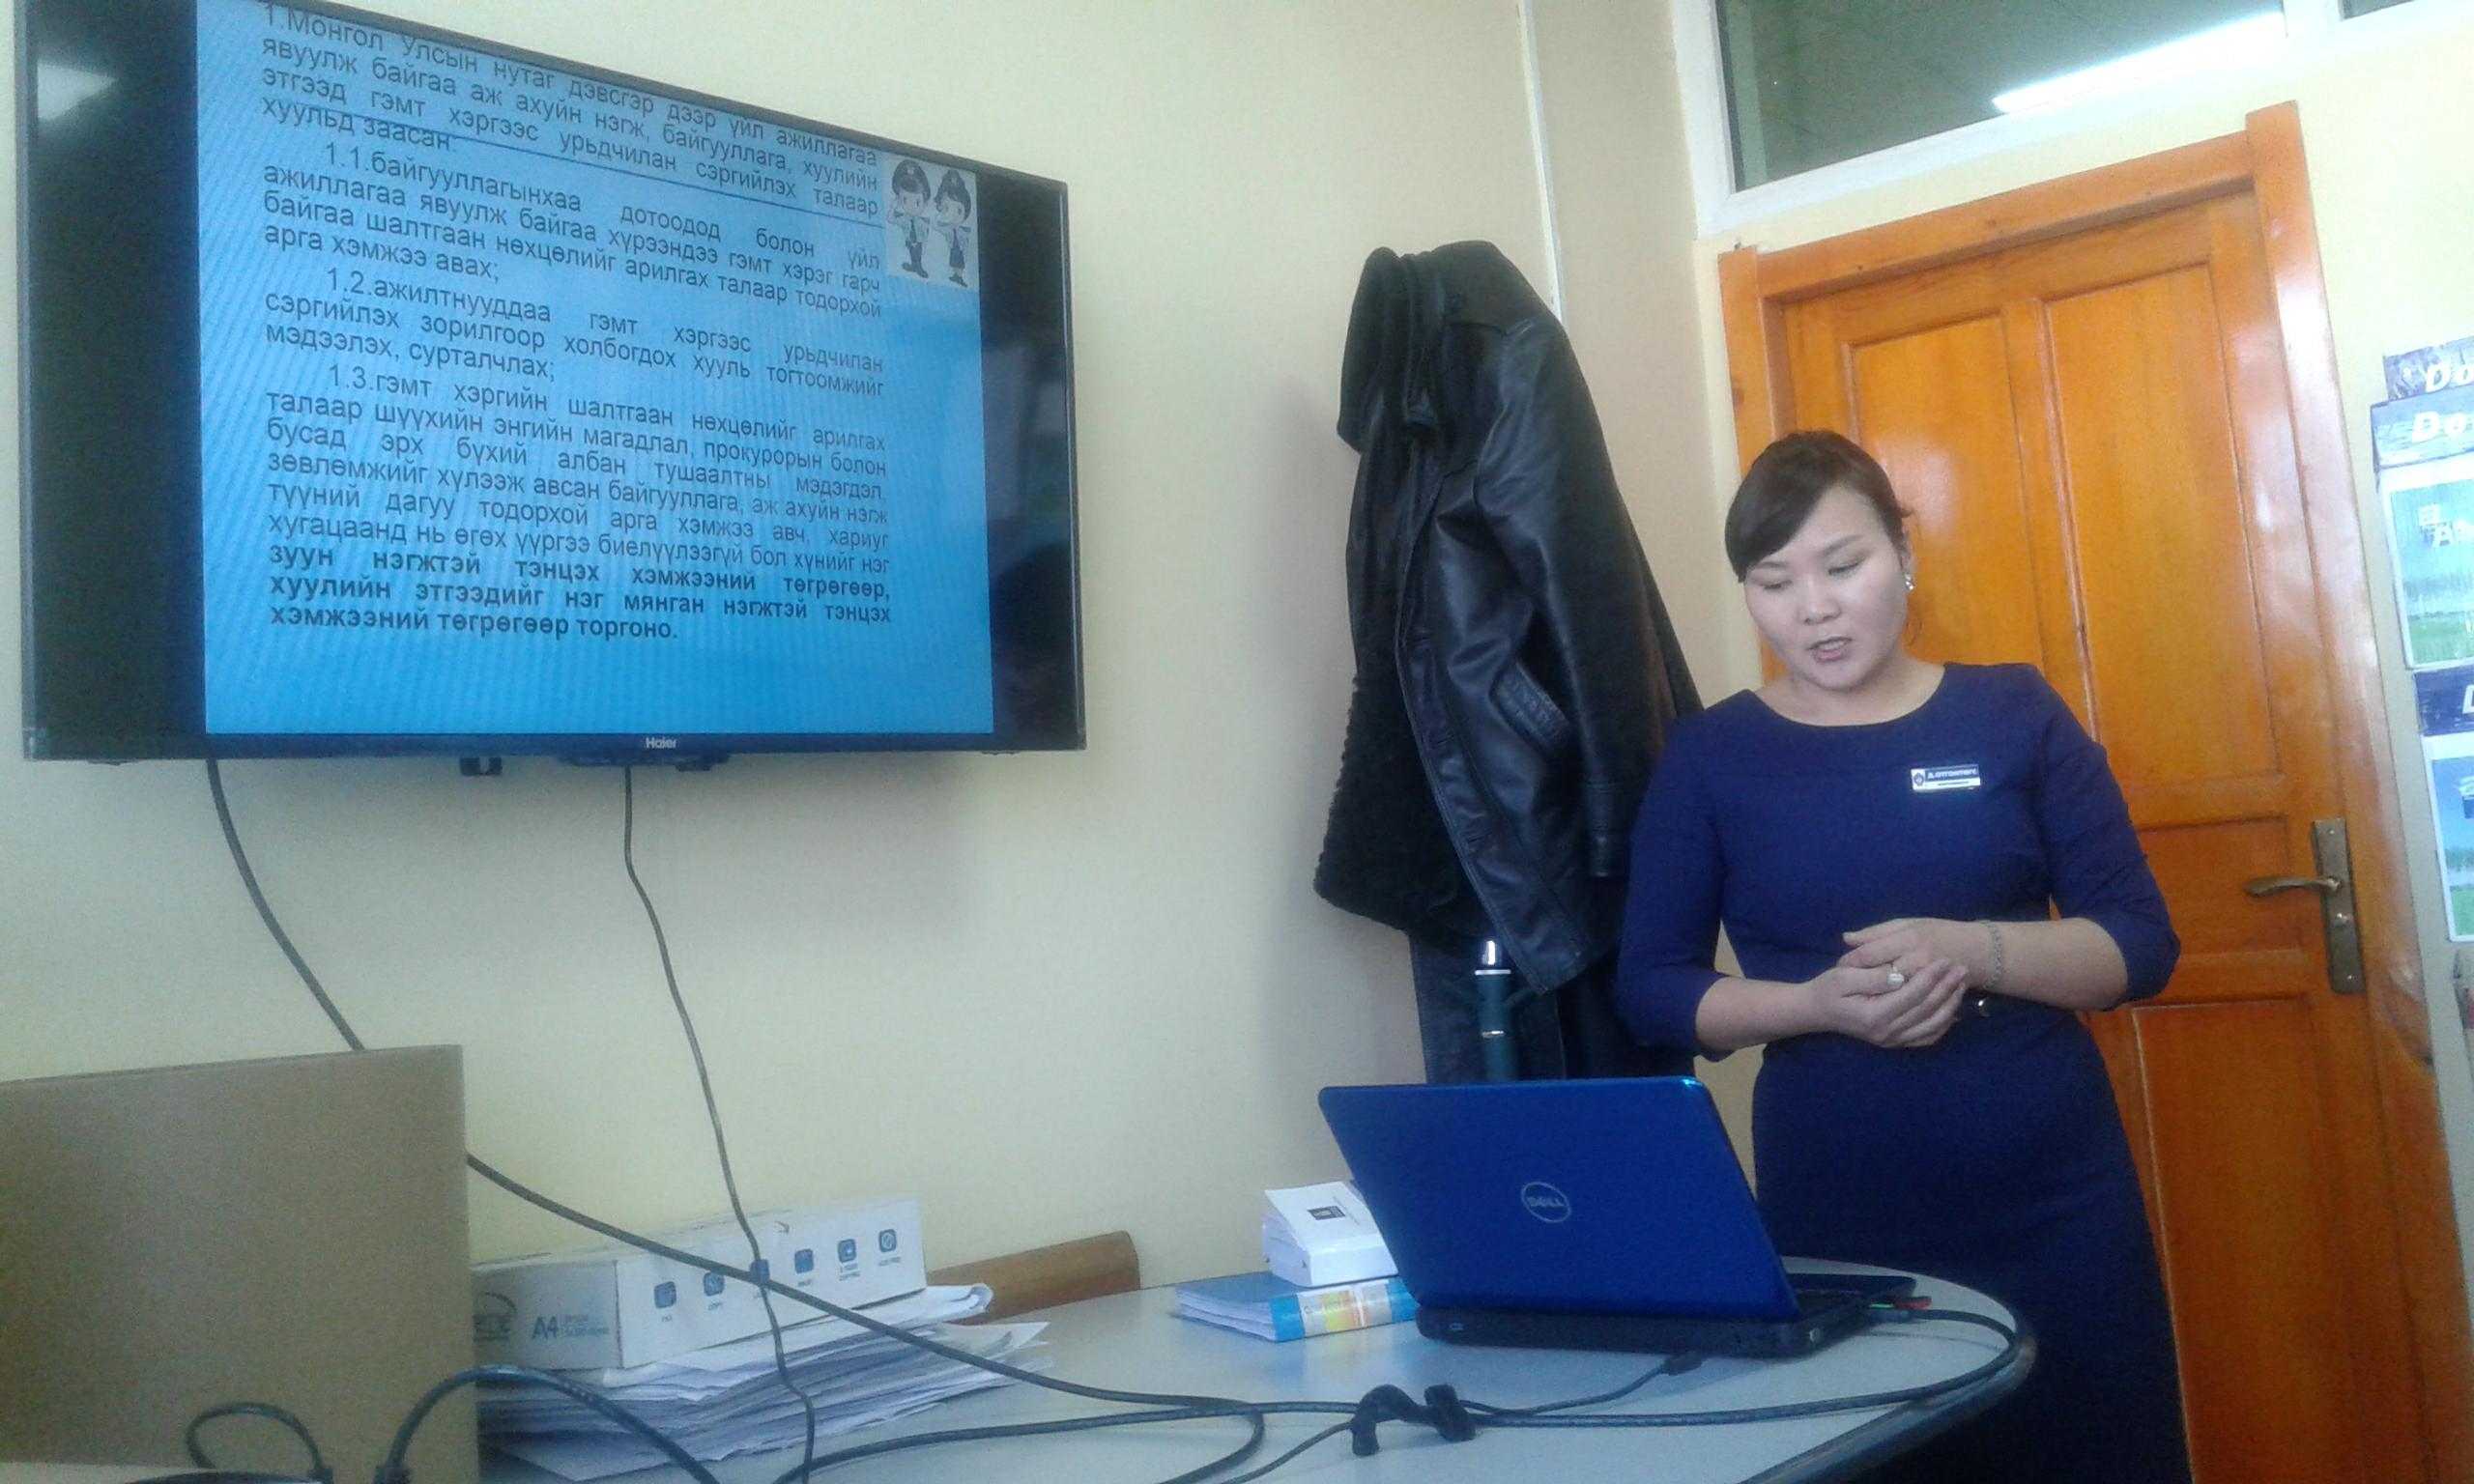 1.Монгол Улсын нутаг дэвсгэр дээр үйл ажиллагаа
явуулж байгаа аж ахуйн нэгж, байгууллага, хуулийн
этгээд гэмт хэргээс урьдчилан сэргийлэх талаар
хуульд заасан:
1.1.байгууллагынхаа дотоодод болон үйл
ажиллагаа явуулж байгаа хүрээндээ гэмт хэрэг гарч
байгаа шалтгаан нөхцөлийг арилгах талаар тодорхой
арга хэмжээ авах;
1.2.ажилтнууддаа гэмт хэргээс урьдчилан
сэргийлэх зорилгоор холбогдох хууль тогтоомжийг
мэдээлэх, сурталчлах;
1.3.гэмт хэргийн шалтгаан нөхцөлийг арилгах
талаар шүүхийн энгийн магадлал, прокурорын болон
бусад эрх бүхий албан тушаалтны мэдэгдэл,
зөвлөмжийг хүлээж авсан байгууллага, аж ахуйн нэгж
түүний дагуу тодорхой арга хэмжээ авч, хариуг
хугацаанд нь өгөх үүргээ биелүүлээгүй бол хүнийг нэг
зуун нэгжтэй тэнцэх хэмжээний төгрөгөөр,
хуулийн этгээдийг нэг мянган нэгжтэй тэнцэх
хэмжээний төгрөгөөр торгоно.
Haier
DELL
A4
COPY
Do
Do